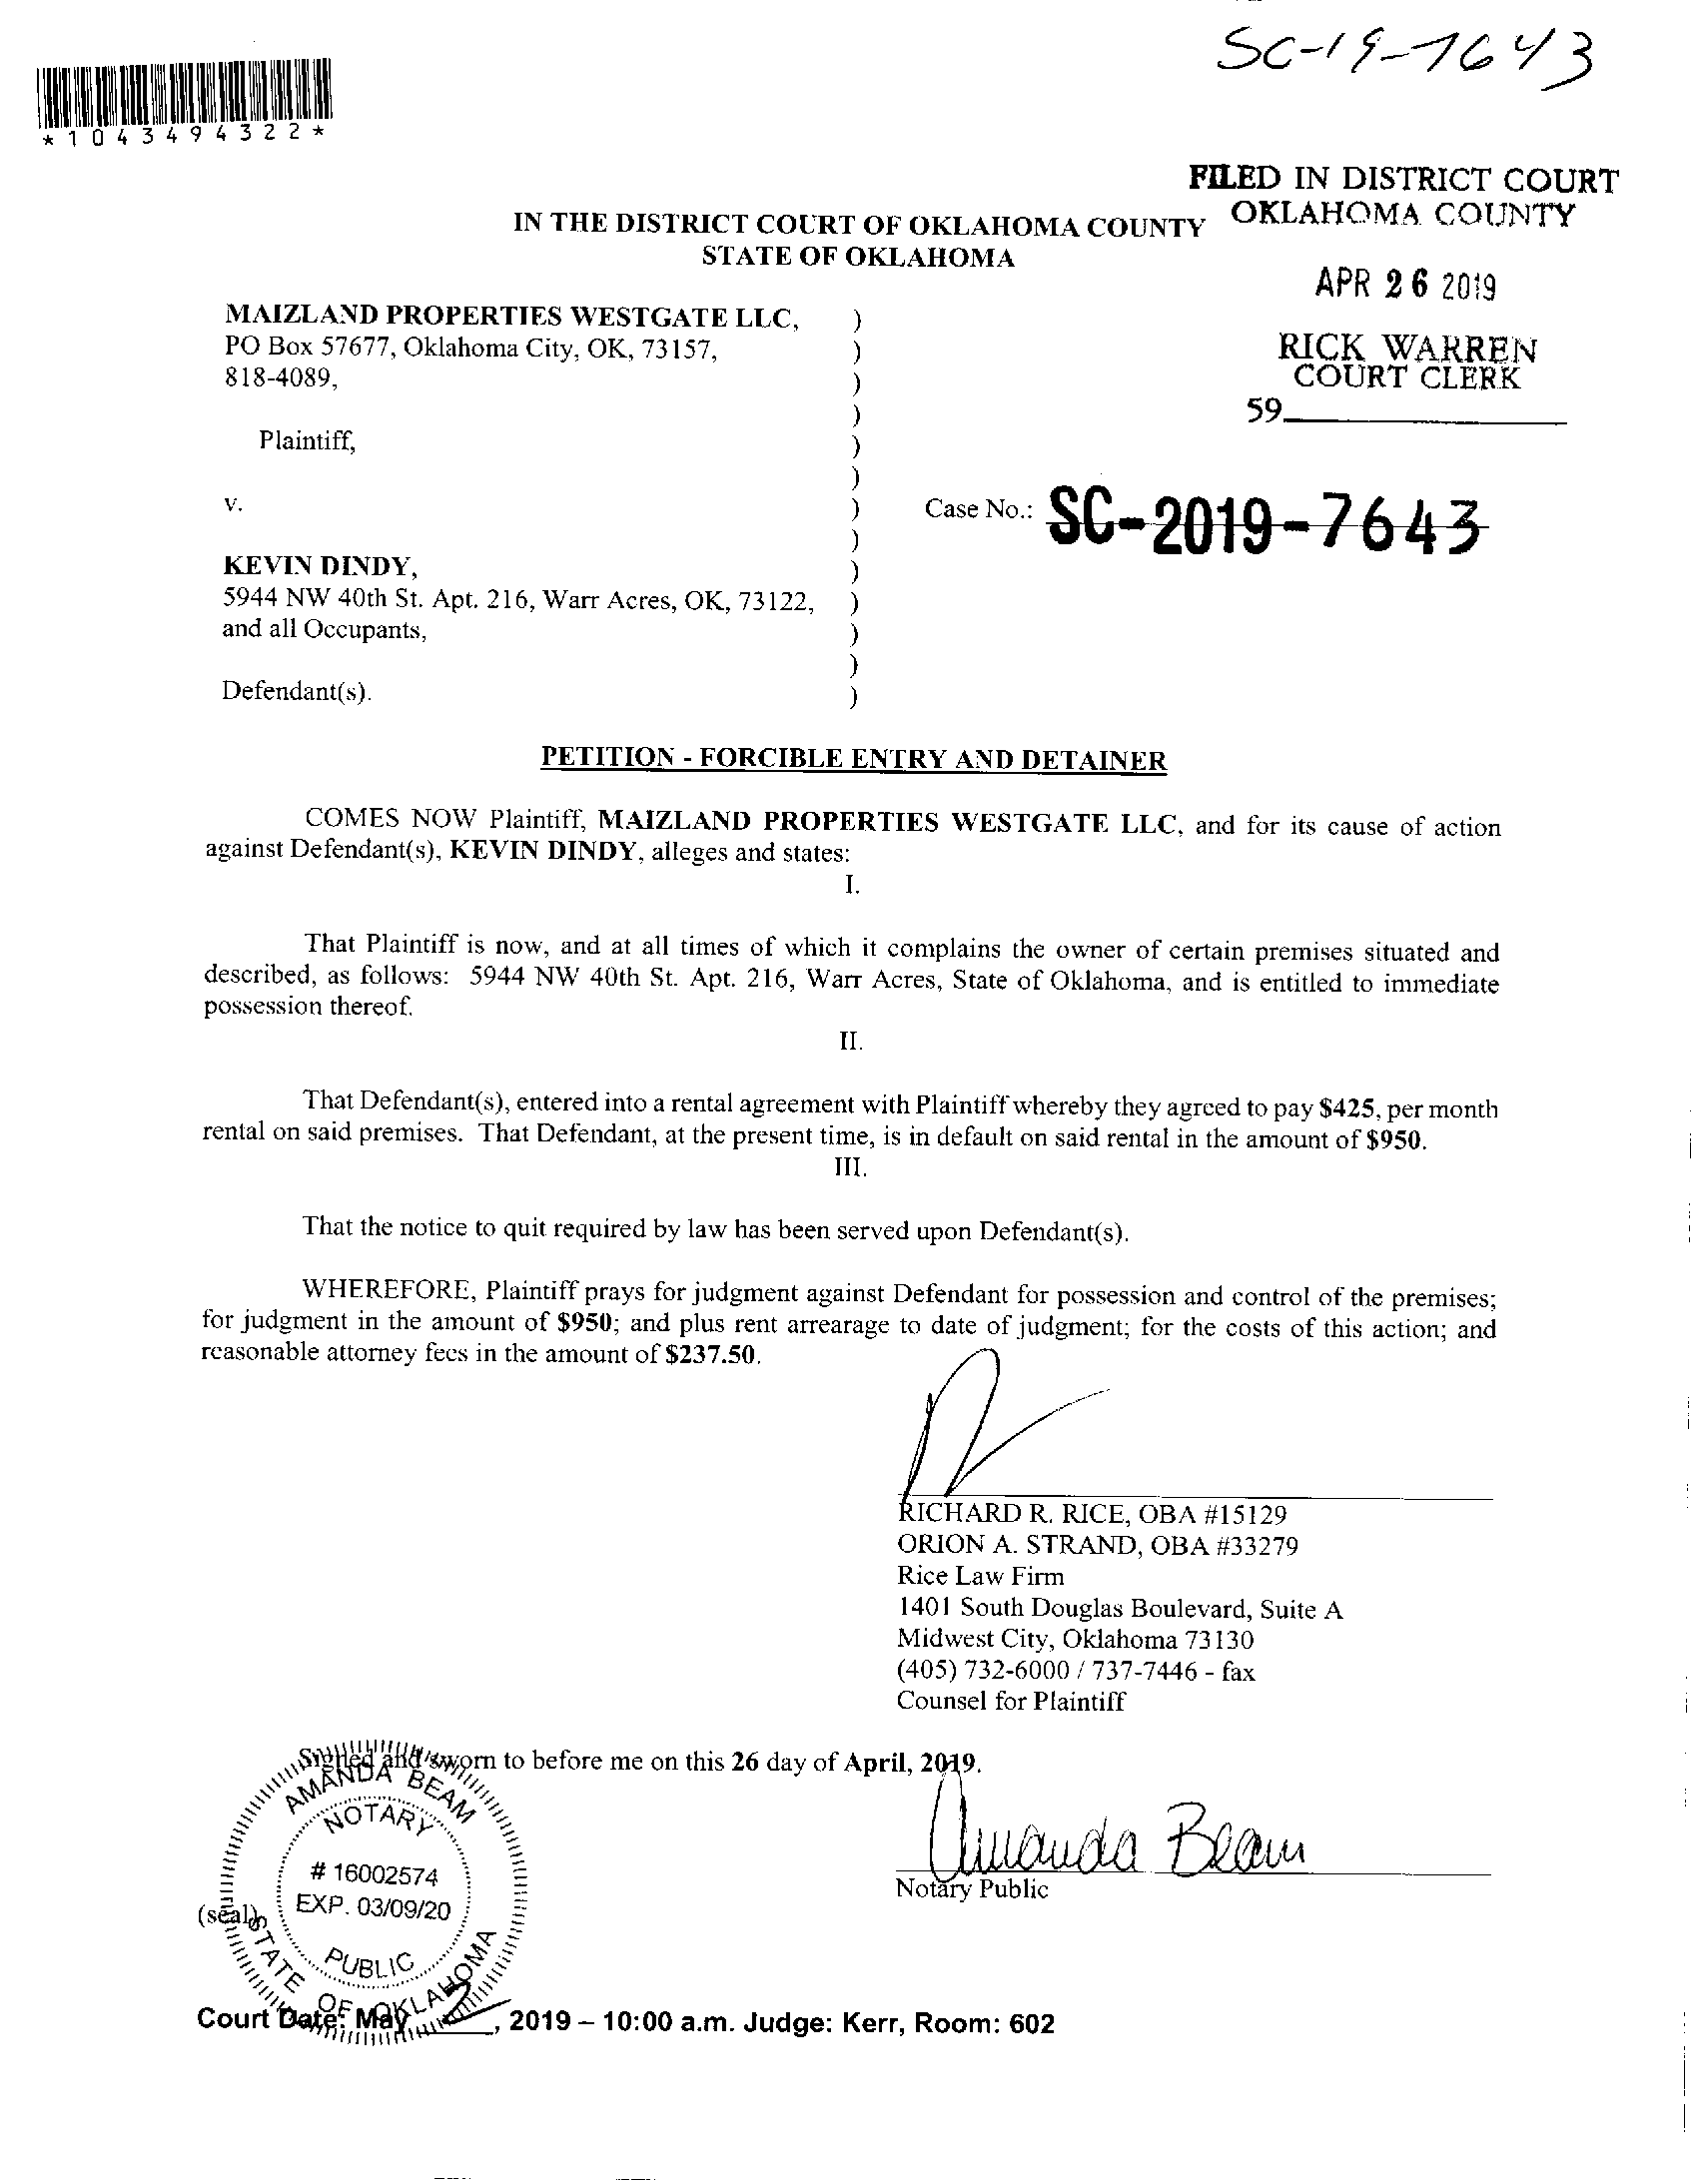 SC-19-7643
*1043494322*
FILED IN DISTRICT COURT
OKLAHOMA COUNTY
IN THE DISTRICT COURT OF OKLAHOMA COUNTY
STATE OF OKLAHOMA
APR 26 2019
RICK WARREN
COURT CLERK
59
MAIZLAND PROPERTIES WESTGATE LLC, )
PO Box 57677, Oklahoma City, OK, 73157, )
818-4089, )
)
Plaintiff, )
)
v. ) Case No.: SC-2019-7643
)
KEVIN DINDY, )
5944 NW 40th St. Apt. 216, Warr Acres, OK, 73122, )
and all Occupants, )
)
Defendant(s). )
PETITION - FORCIBLE ENTRY AND DETAINER
COMES NOW Plaintiff, MAIZLAND PROPERTIES WESTGATE LLC, and for its cause of action
against Defendant(s), KEVIN DINDY, alleges and states:
I.
That Plaintiff is now, and at all times of which it complains the owner of certain premises situated and
described, as follows: 5944 NW 40th St. Apt. 216, Warr Acres, State of Oklahoma, and is entitled to immediate
possession thereof.
II.
That Defendant(s), entered into a rental agreement with Plaintiff whereby they agreed to pay $425, per month
rental on said premises. That Defendant, at the present time, is in default on said rental in the amount of $950.
III.
That the notice to quit required by law has been served upon Defendant(s).
WHEREFORE, Plaintiff prays for judgment against Defendant for possession and control of the premises;
for judgment in the amount of $950; and plus rent arrearage to date of judgment; for the costs of this action; and
reasonable attorney fees in the amount of $237.50.
RICHARD R. RICE, OBA #15129
ORION A. STRAND, OBA #33279
Rice Law Firm
1401 South Douglas Boulevard, Suite A
Midwest City, Oklahoma 73130
(405) 732-6000 / 737-7446 - fax
Counsel for Plaintiff
Signed and sworn to before me on this 26 day of April, 2019.
Amanda Beam
Notary Public
AMANDA BEAM
NOTARY
# 16002574
EXP. 03/09/20
PUBLIC
STATE OF OKLAHOMA
(seal)
Court Date: May 2, 2019 – 10:00 a.m. Judge: Kerr, Room: 602